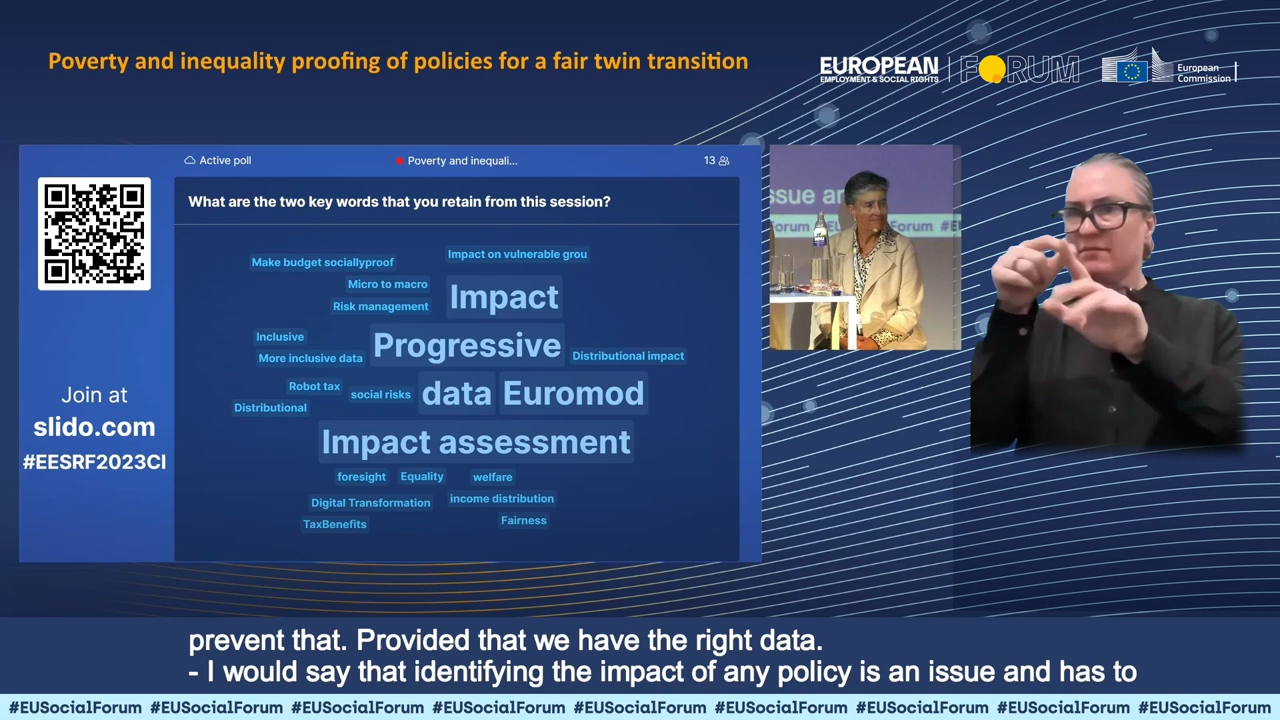 Poverty and inequality proofing of policies for a fair twin transition
EUROPEAN
EMPLOYMENT & SOCIAL RIGHTS
FORUM
European
Commission
Active poll
Poverty and inequali...
13
What are the two key words that you retain from this session?
Make budget sociallyproof
Impact on vulnerable grou
Micro to macro
Risk management
Impact
Inclusive
Progressive
More inclusive data
Distributional impact
Robot tax
social risks
data
Euromod
Distributional
Impact assessment
foresight
Equality
welfare
Digital Transformation
income distribution
TaxBenefits
Fairness
Join at
slido.com
#EESRF2023CI
ssue an
Forum
Forum #E
prevent that. Provided that we have the right data.
- I would say that identifying the impact of any policy is an issue and has to
#EUSocialForum #EUSocialForum #EUSocialForum #EUSocialForum #EUSocialForum #EUSocialForum #EUSocialForum #EUSocialForum #EUSocialForum